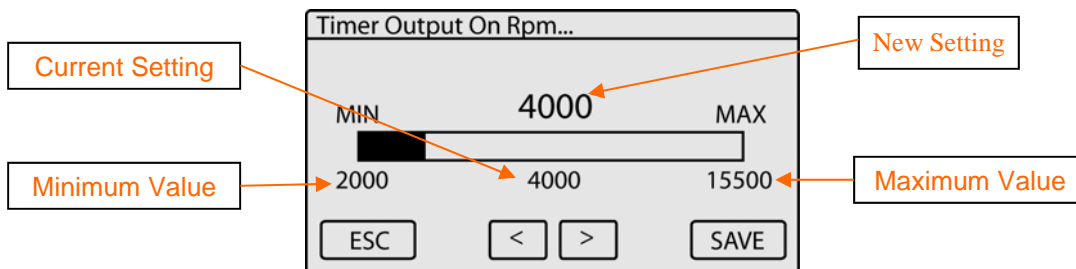 Timer Output On Rpm...
New Setting
Current Setting
4000
MIN
MAX
Minimum Value
2000
4000
15500
Maximum Value
ESC
<
>
SAVE